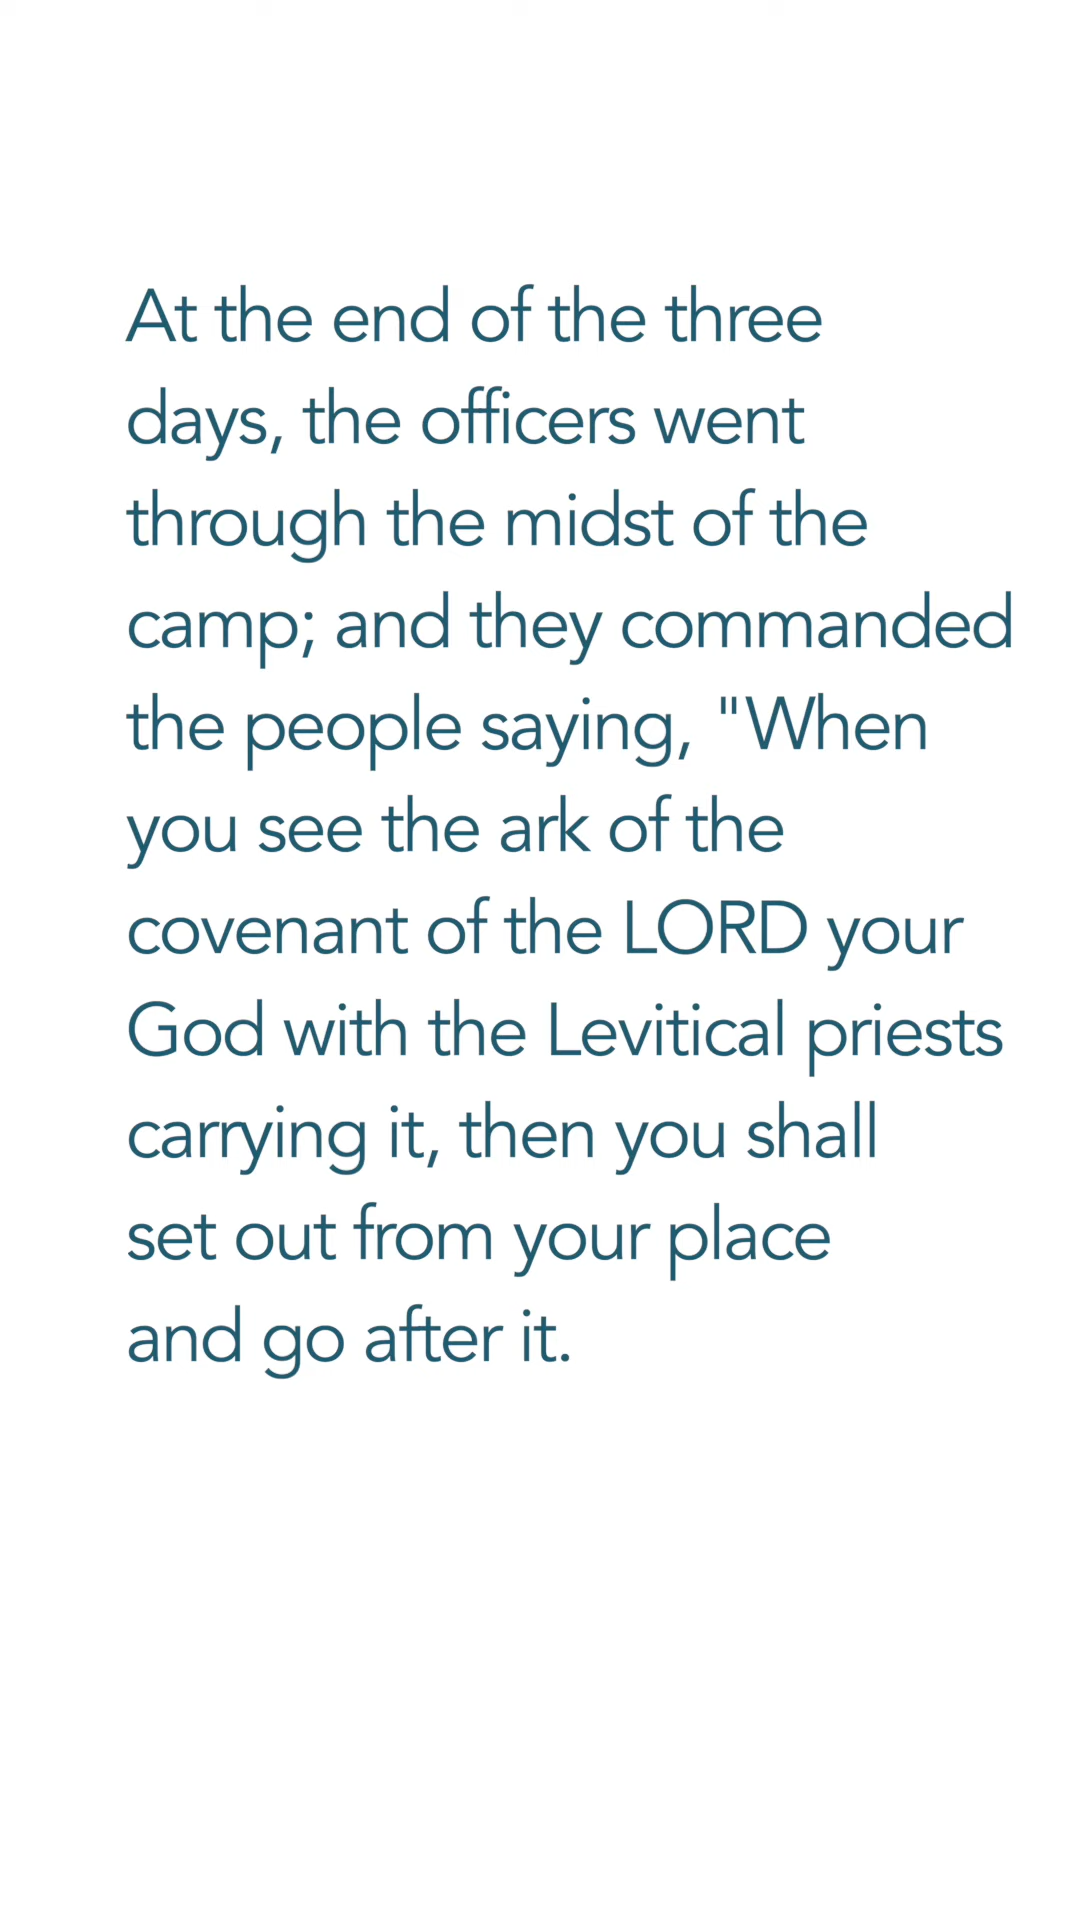 At the end of the three
days, the officers went
through the midst of the
camp; and they commanded
the people saying, "When
you see the ark of the
covenant of the LORD your
God with the Levitical priests
carrying it, then you shall
set out from your place
and go after it.